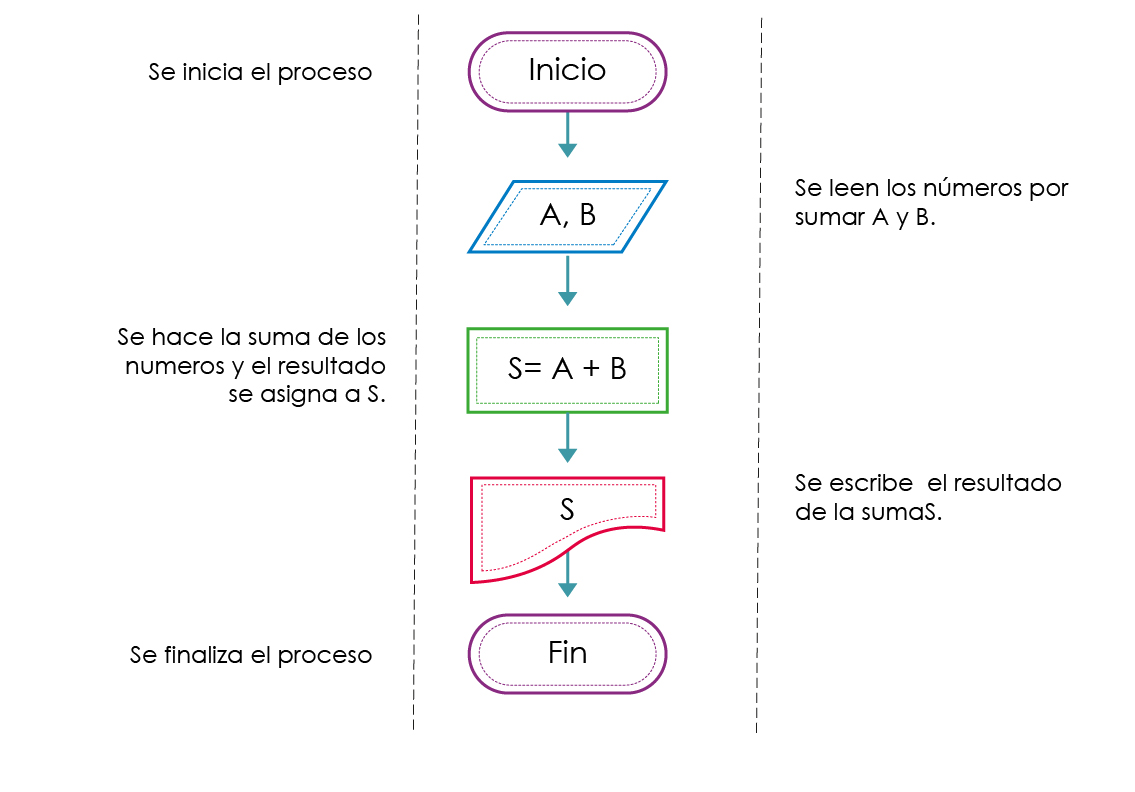 Se inicia el proceso
Inicio
A, B
Se leen los números por
sumar A y B.
Se hace la suma de los
numeros y el resultado
se asigna a S.
S= A + B
S
Se escribe  el resultado
de la sumaS.
Se finaliza el proceso
Fin